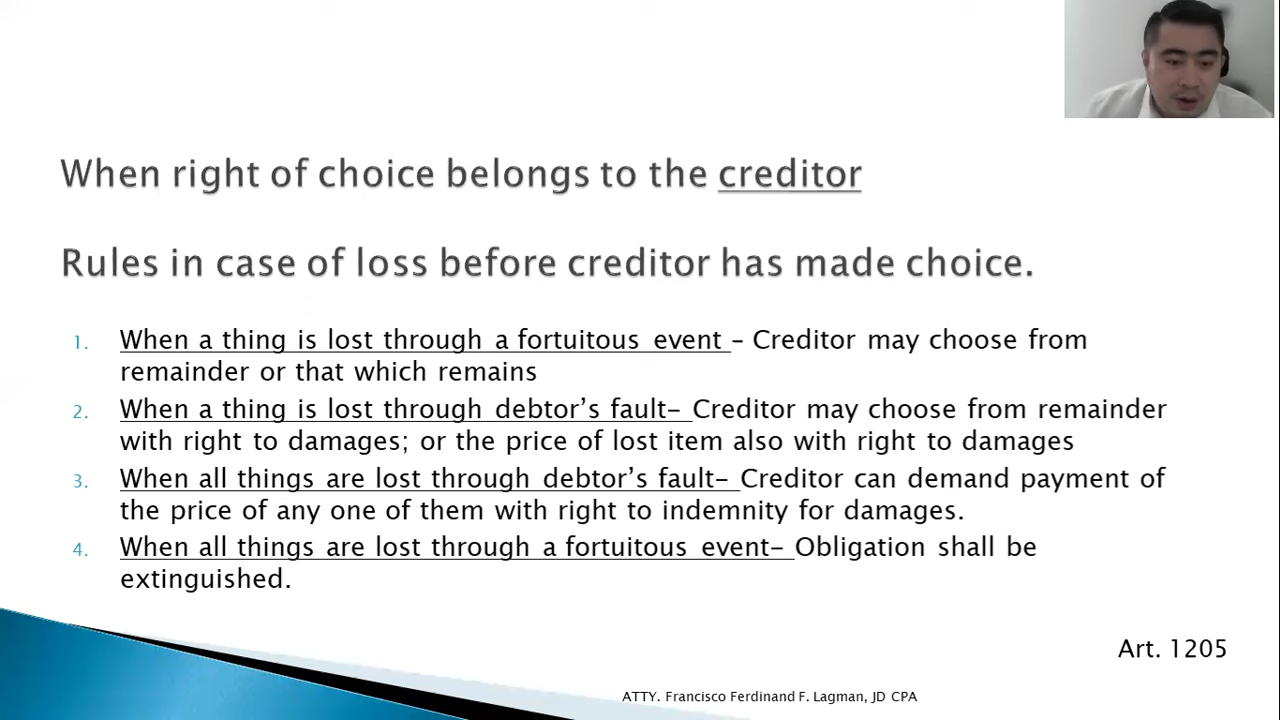 When right of choice belongs to the creditor
Rules in case of loss before creditor has made choice.
1. When a thing is lost through a fortuitous event – Creditor may choose from
remainder or that which remains
2. When a thing is lost through debtor’s fault– Creditor may choose from remainder
with right to damages; or the price of lost item also with right to damages
3. When all things are lost through debtor’s fault– Creditor can demand payment of
the price of any one of them with right to indemnity for damages.
4. When all things are lost through a fortuitous event– Obligation shall be
extinguished.
Art. 1205
ATTY. Francisco Ferdinand F. Lagman, JD CPA